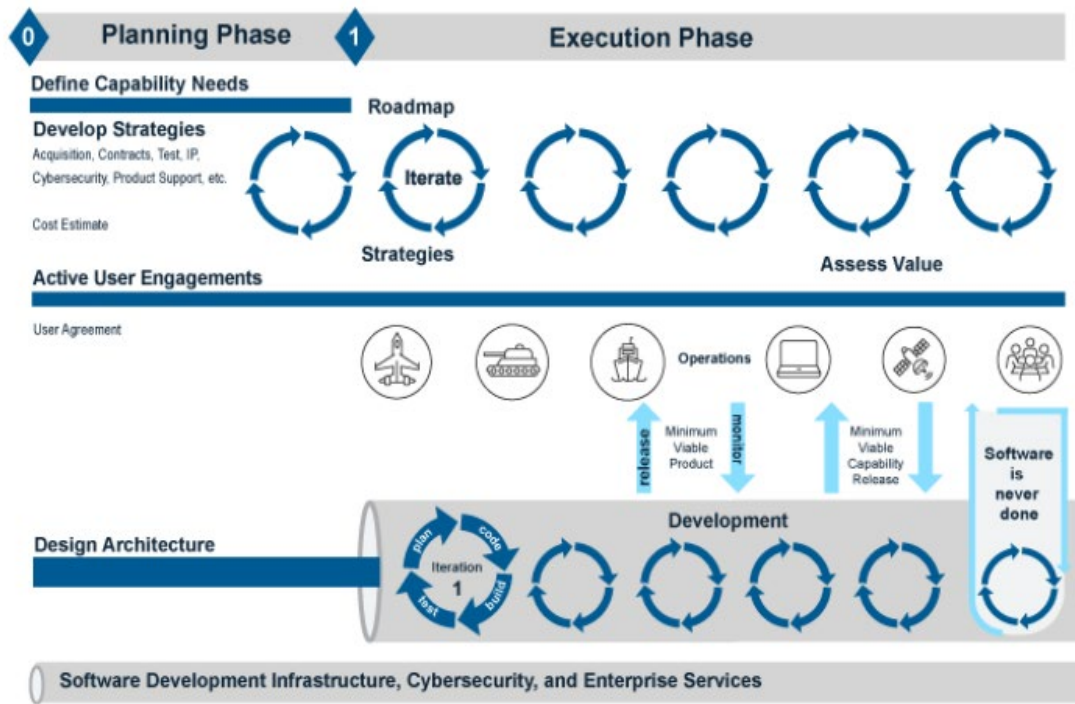 0
Planning Phase
1
Execution Phase
Define Capability Needs
Roadmap
Develop Strategies
Acquisition, Contracts, Test, IP,
Cybersecurity, Product Support, etc.
Iterate
Cost Estimate
Strategies
Assess Value
Active User Engagements
User Agreement
Operations
release
Minimum
Viable
Product
monitor
Minimum
Viable
Capability
Release
Software
is
never
done
Development
Design Architecture
plan
code
build
test
Iteration
1
Software Development Infrastructure, Cybersecurity, and Enterprise Services